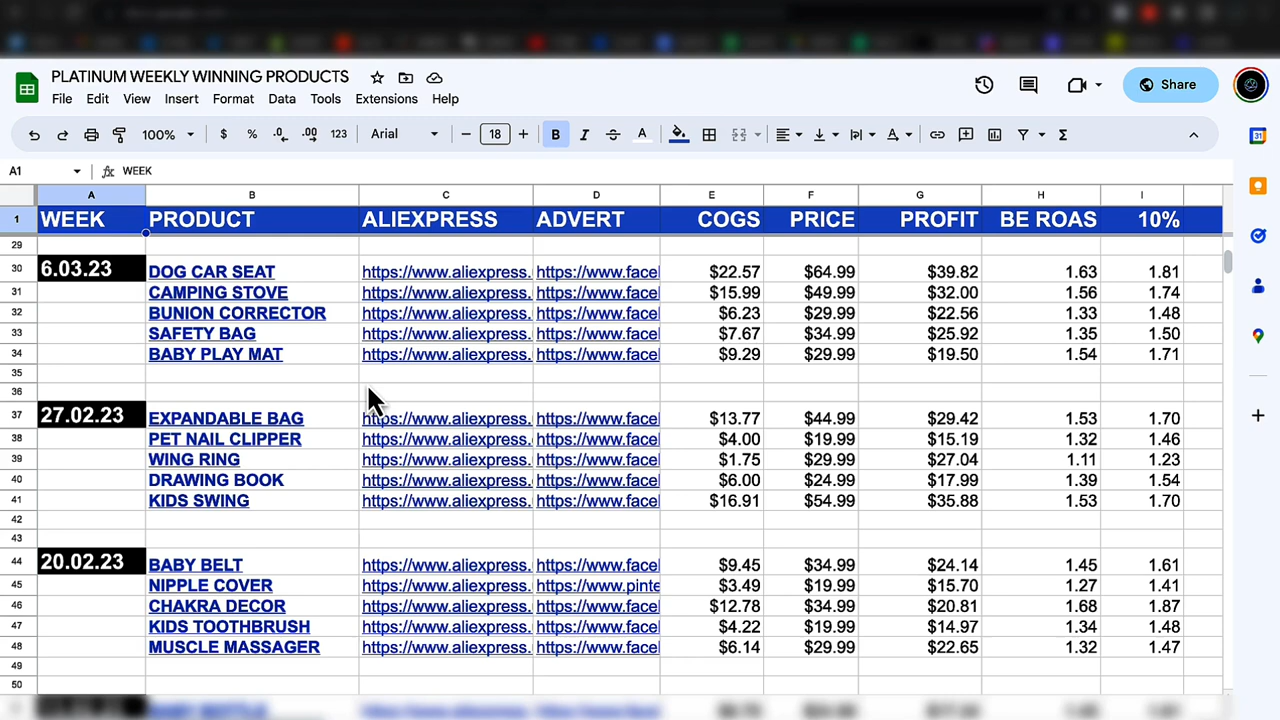 PLATINUM WEEKLY WINNING PRODUCTS
Share
File Edit View Insert Format Data Tools Extensions Help
100% $ % .0 .00 123 Arial 18 B I A
A1 fx WEEK
A B C D E F G H I
1 WEEK PRODUCT ALIEXPRESS ADVERT COGS PRICE PROFIT BE ROAS 10%
29
30 6.03.23 DOG CAR SEAT https://www.aliexpress. https://www.facel $22.57 $64.99 $39.82 1.63 1.81
31 CAMPING STOVE https://www.aliexpress. https://www.facel $15.99 $49.99 $32.00 1.56 1.74
32 BUNION CORRECTOR https://www.aliexpress. https://www.facel $6.23 $29.99 $22.56 1.33 1.48
33 SAFETY BAG https://www.aliexpress. https://www.facel $7.67 $34.99 $25.92 1.35 1.50
34 BABY PLAY MAT https://www.aliexpress. https://www.facel $9.29 $29.99 $19.50 1.54 1.71
35
36
37 27.02.23 EXPANDABLE BAG https://www.aliexpress. https://www.facel $13.77 $44.99 $29.42 1.53 1.70
38 PET NAIL CLIPPER https://www.aliexpress. https://www.facel $4.00 $19.99 $15.19 1.32 1.46
39 WING RING https://www.aliexpress. https://www.facel $1.75 $29.99 $27.04 1.11 1.23
40 DRAWING BOOK https://www.aliexpress. https://www.facel $6.00 $24.99 $17.99 1.39 1.54
41 KIDS SWING https://www.aliexpress. https://www.facel $16.91 $54.99 $35.88 1.53 1.70
42
43
44 20.02.23 BABY BELT https://www.aliexpress. https://www.facel $9.45 $34.99 $24.14 1.45 1.61
45 NIPPLE COVER https://www.aliexpress. https://www.pinte $3.49 $19.99 $15.70 1.27 1.41
46 CHAKRA DECOR https://www.aliexpress. https://www.facel $12.78 $34.99 $20.81 1.68 1.87
47 KIDS TOOTHBRUSH https://www.aliexpress. https://www.facel $4.22 $19.99 $14.97 1.34 1.48
48 MUSCLE MASSAGER https://www.aliexpress. https://www.facel $6.14 $29.99 $22.65 1.32 1.47
49
50